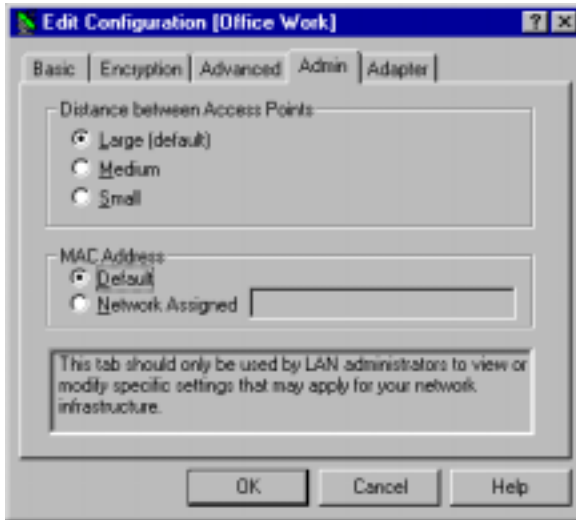 Edit Configuration [Office Work]
Basic Encryption Advanced Admin Adapter
Distance between Access Points
Large (default)
Medium
Small
MAC Address
Default
Network Assigned
This tab should only be used by LAN administrators to view or
modify specific settings that may apply for your network
infrastructure.
OK Cancel Help